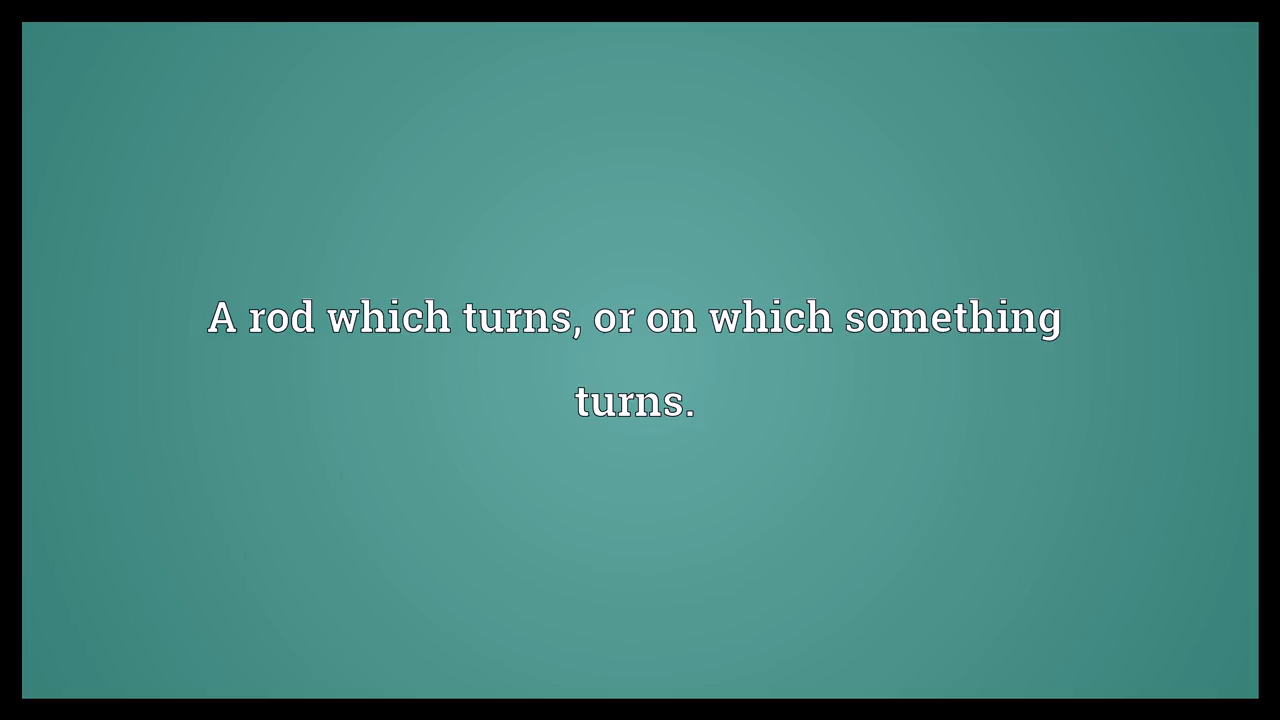 A rod which turns, or on which something
turns.